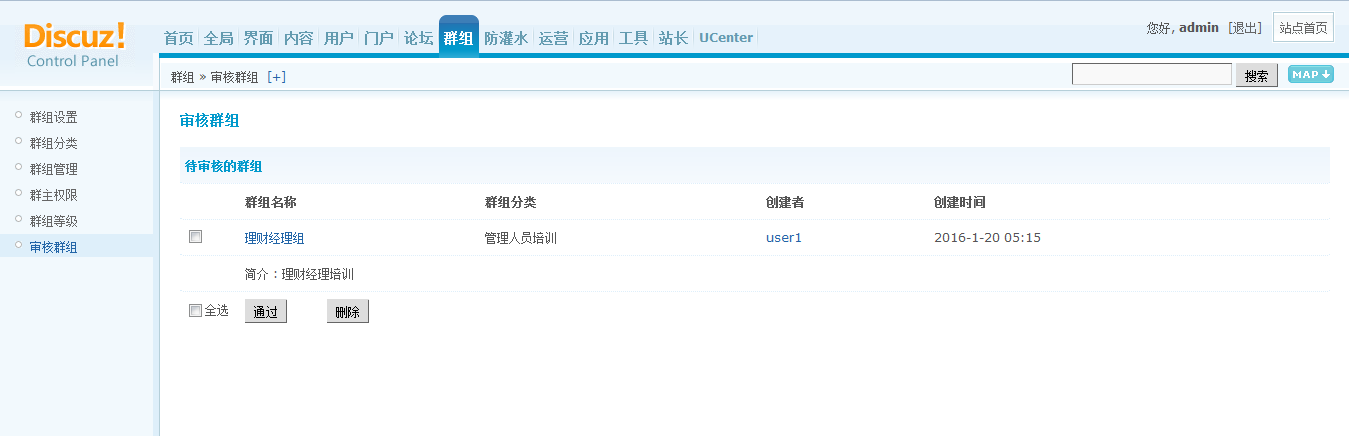 Discuz!
Control Panel
首页 全局 界面 内容 用户 门户 论坛 群组 防灌水 运营 应用 工具 站长 UCenter
您好, admin [退出] 站点首页
群组 » 审核群组 [+]
搜索 MAP
群组设置
群组分类
群组管理
群主权限
群组等级
审核群组
审核群组
待审核的群组
群组名称 群组分类 创建者 创建时间
理财经理组 管理人员培训 user1 2016-1-20 05:15
简介：理财经理培训
全选 通过 删除